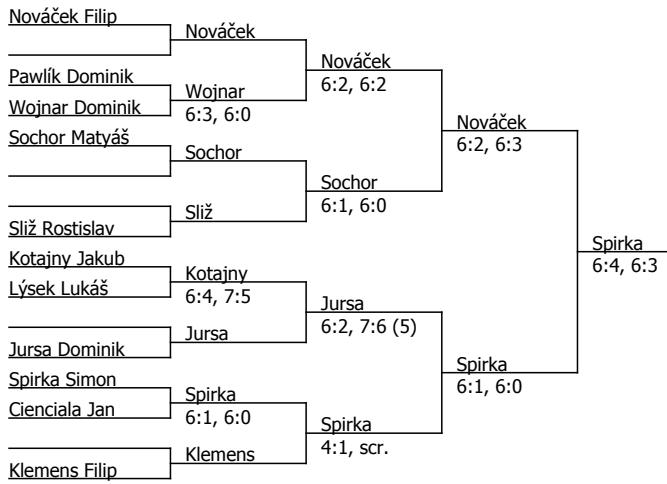 Nováček Filip
Nováček
Nováček
6:2, 6:2
Pawlík Dominik
Wojnar
6:3, 6:0
Wojnar Dominik
Nováček
6:2, 6:3
Sochor Matyáš
Sochor
Sochor
6:1, 6:0
Sliž
Sliž Rostislav
Spirka
6:4, 6:3
Kotajny Jakub
Kotajny
6:4, 7:5
Lýsek Lukáš
Jursa
6:2, 7:6 (5)
Jursa
Jursa Dominik
Spirka
6:1, 6:0
Spirka Simon
Spirka
6:1, 6:0
Cienciala Jan
Spirka
4:1, scr.
Klemens
Klemens Filip